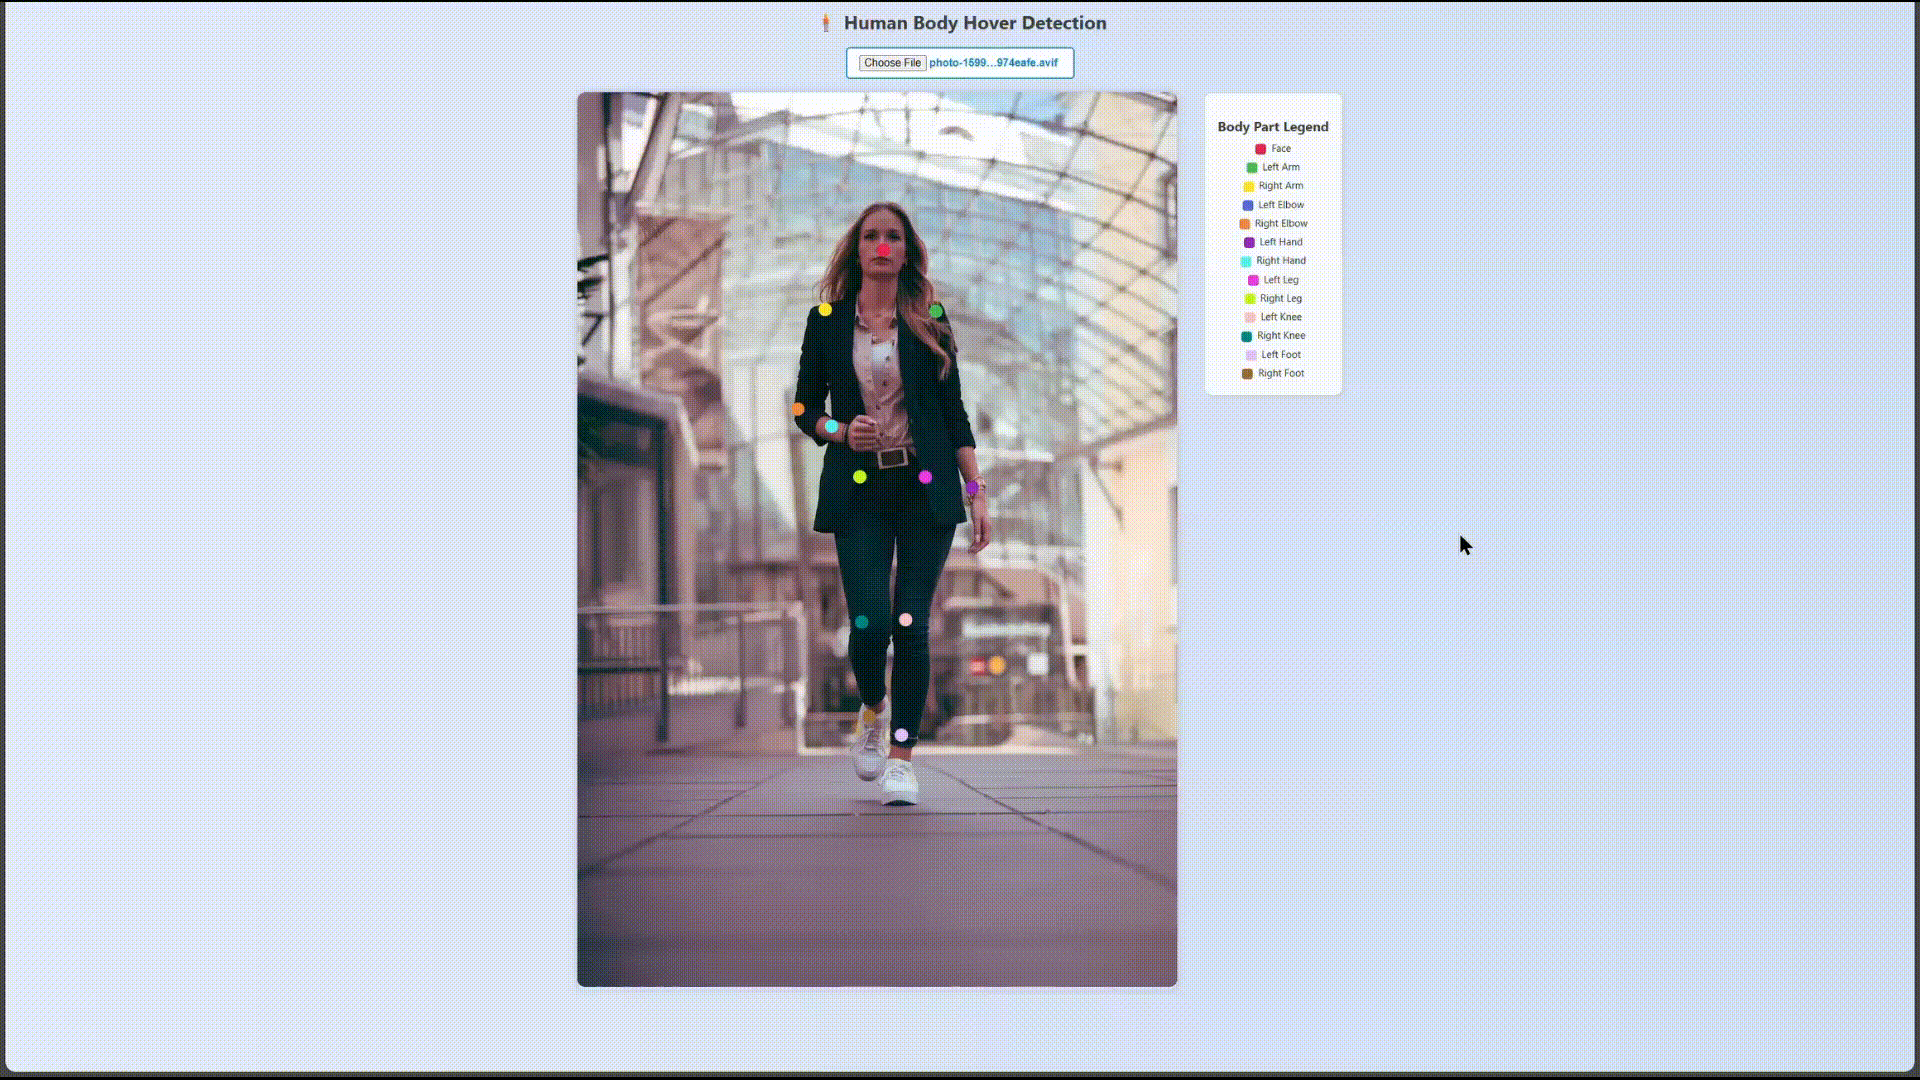 Human Body Hover Detection
Choose File photo-1599...974eafe.avif
Body Part Legend
Face
Left Arm
Right Arm
Left Elbow
Right Elbow
Left Hand
Right Hand
Left Leg
Right Leg
Left Knee
Right Knee
Left Foot
Right Foot